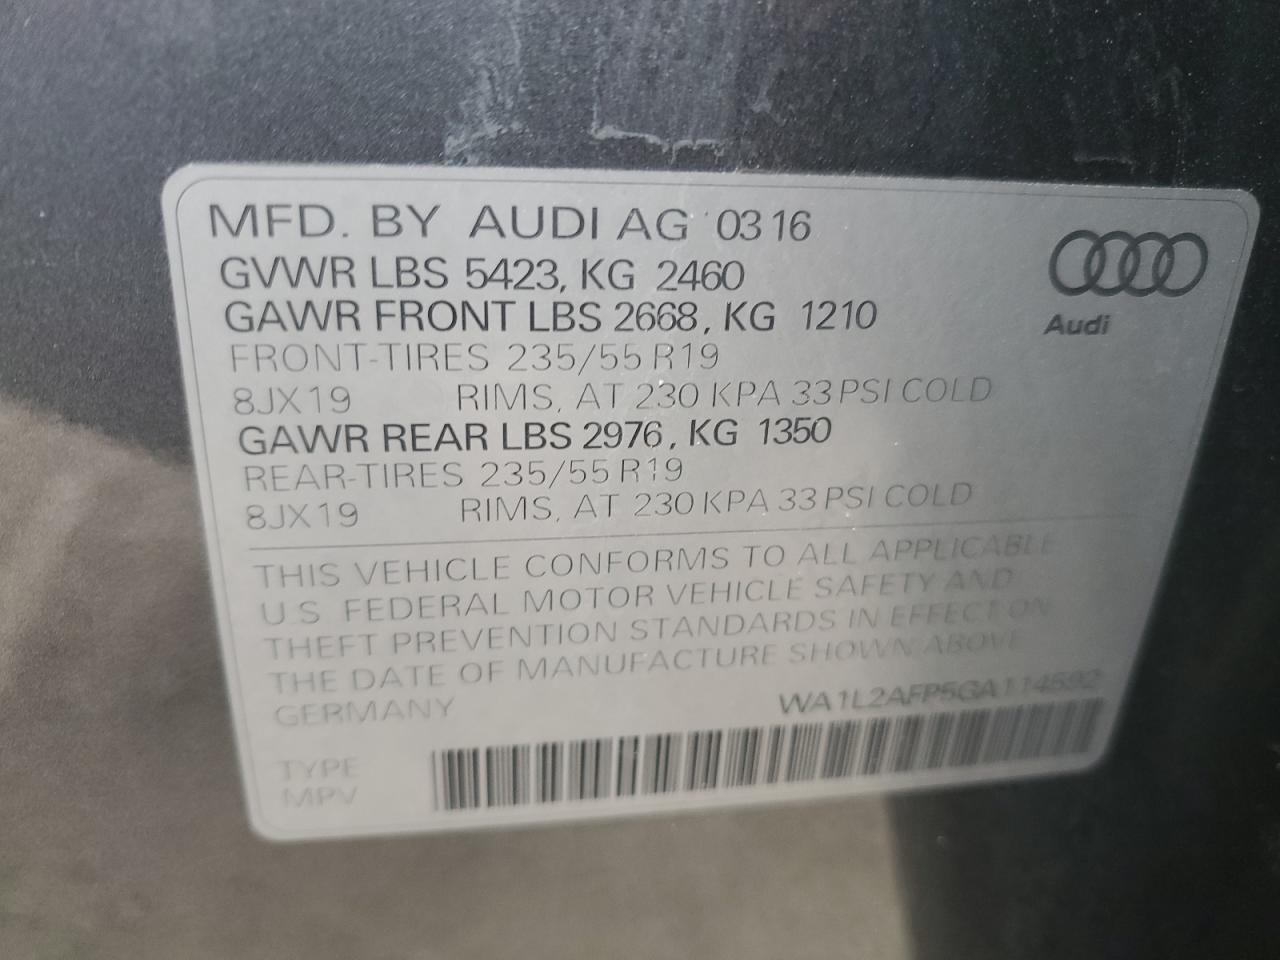 MFD. BY AUDI AG 0316
GVWR LBS 5423, KG 2460
GAWR FRONT LBS 2668, KG 1210
Audi
FRONT-TIRES 235/55 R19
8JX19 RIMS, AT 230 KPA 33 PSI COLD
GAWR REAR LBS 2976, KG 1350
REAR-TIRES 235/55 R19
8JX19 RIMS, AT 230 KPA 33 PSI COLD
THIS VEHICLE CONFORMS TO ALL APPLICABLE
U.S FEDERAL MOTOR VEHICLE SAFETY AND
THEFT PREVENTION STANDARDS IN EFFECT ON
THE DATE OF MANUFACTURE SHOWN ABOVE
GERMANY WA1L2AFP5GA114592
TYPE
MPV